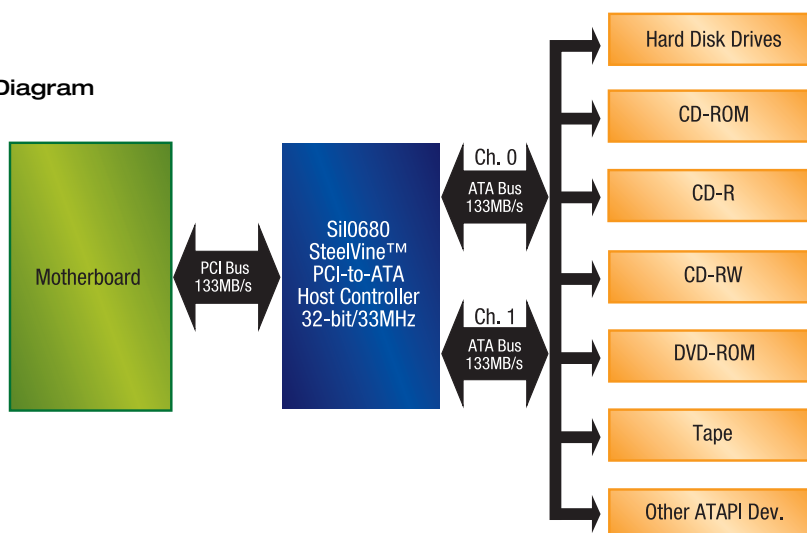 Diagram
Motherboard
PCI Bus
133MB/s
SiI0680
SteelVine™
PCI-to-ATA
Host Controller
32-bit/33MHz
Ch. 0
ATA Bus
133MB/s
Ch. 1
ATA Bus
133MB/s
Hard Disk Drives
CD-ROM
CD-R
CD-RW
DVD-ROM
Tape
Other ATAPI Dev.